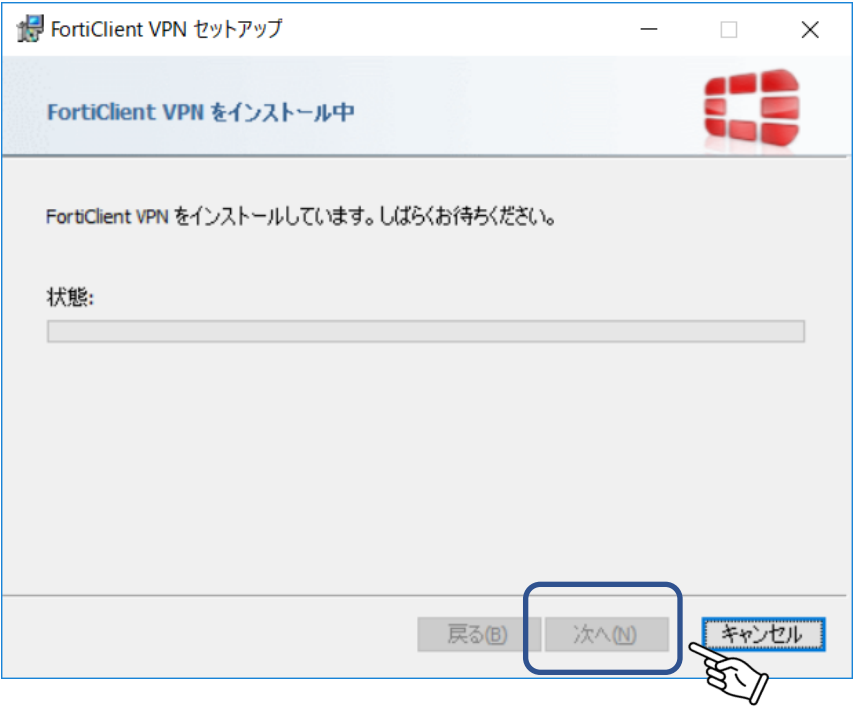 FortiClient VPN セットアップ
FortiClient VPN をインストール中
FortiClient VPN をインストールしています。しばらくお待ちください。
状態:
戻る(B) 次へ(N) キャンセル